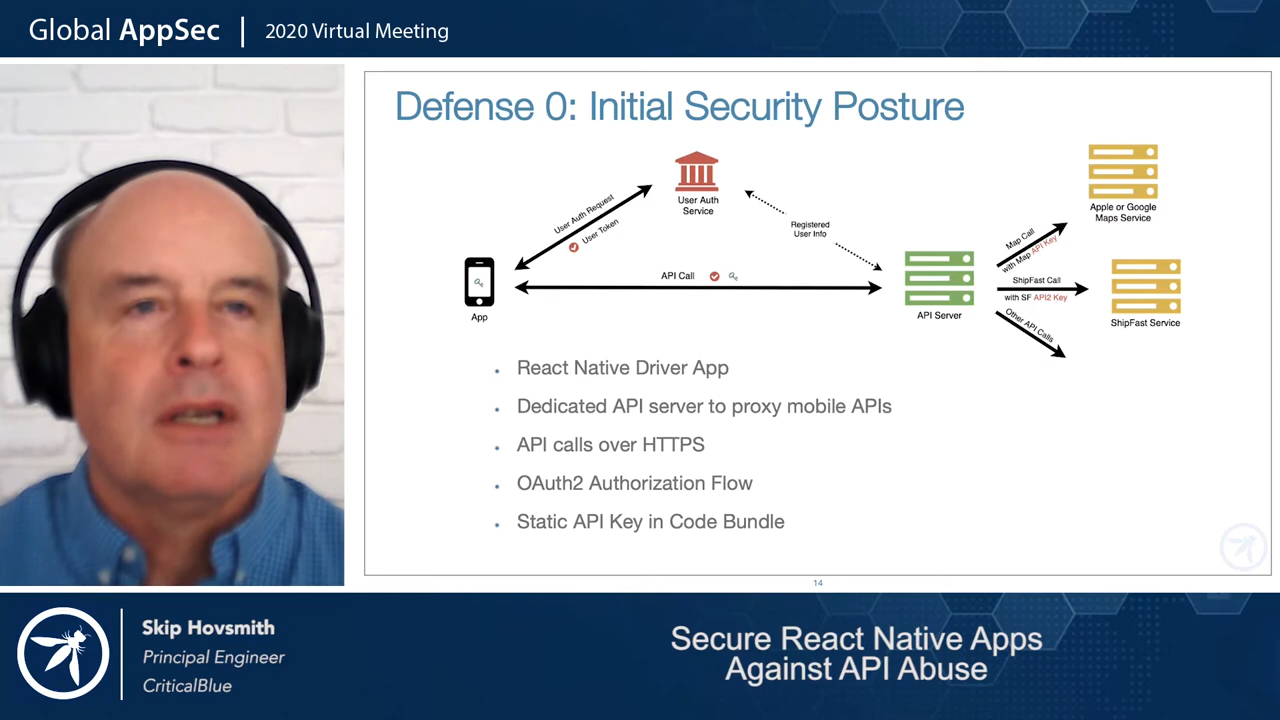 Global AppSec | 2020 Virtual Meeting
Defense 0: Initial Security Posture
User Auth
Service
User Auth Request
User Token
Registered
User Info
Apple or Google
Maps Service
Map Call
with Map API Key
App
API Call
API Server
ShipFast Call
with SF API2 Key
ShipFast Service
Other API Calls
• React Native Driver App
• Dedicated API server to proxy mobile APIs
• API calls over HTTPS
• OAuth2 Authorization Flow
• Static API Key in Code Bundle
14
Skip Hovsmith
Principal Engineer
CriticalBlue
Secure React Native Apps
Against API Abuse